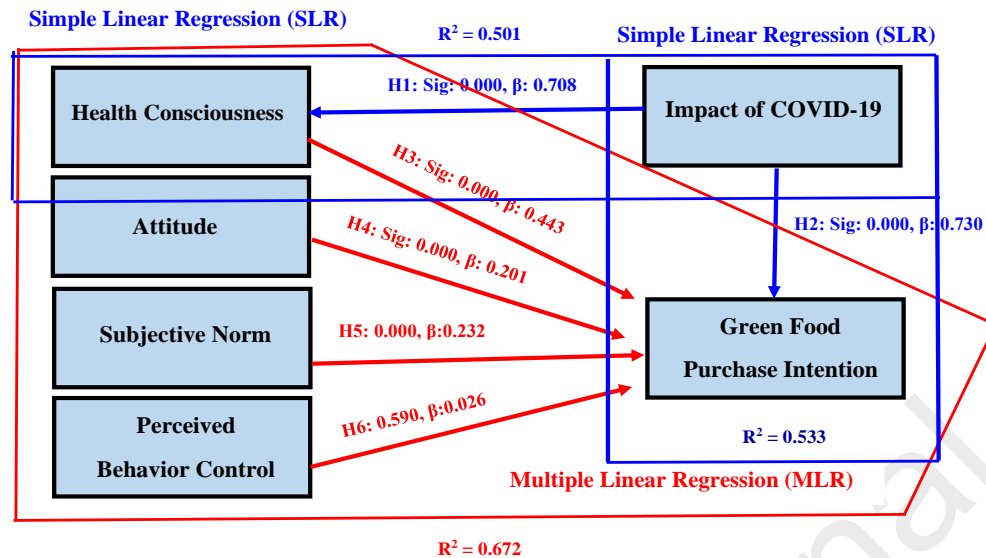 Simple Linear Regression (SLR)
R² = 0.501
Simple Linear Regression (SLR)
Health Consciousness
H1: Sig: 0.000, β: 0.708
Impact of COVID-19
H3: Sig: 0.000, β: 0.443
Attitude
H2: Sig: 0.000, β: 0.730
H4: Sig: 0.000, β: 0.201
Subjective Norm
H5: 0.000, β:0.232
Green Food
Purchase Intention
H6: 0.590, β:0.026
Perceived
Behavior Control
R² = 0.533
Multiple Linear Regression (MLR)
R² = 0.672